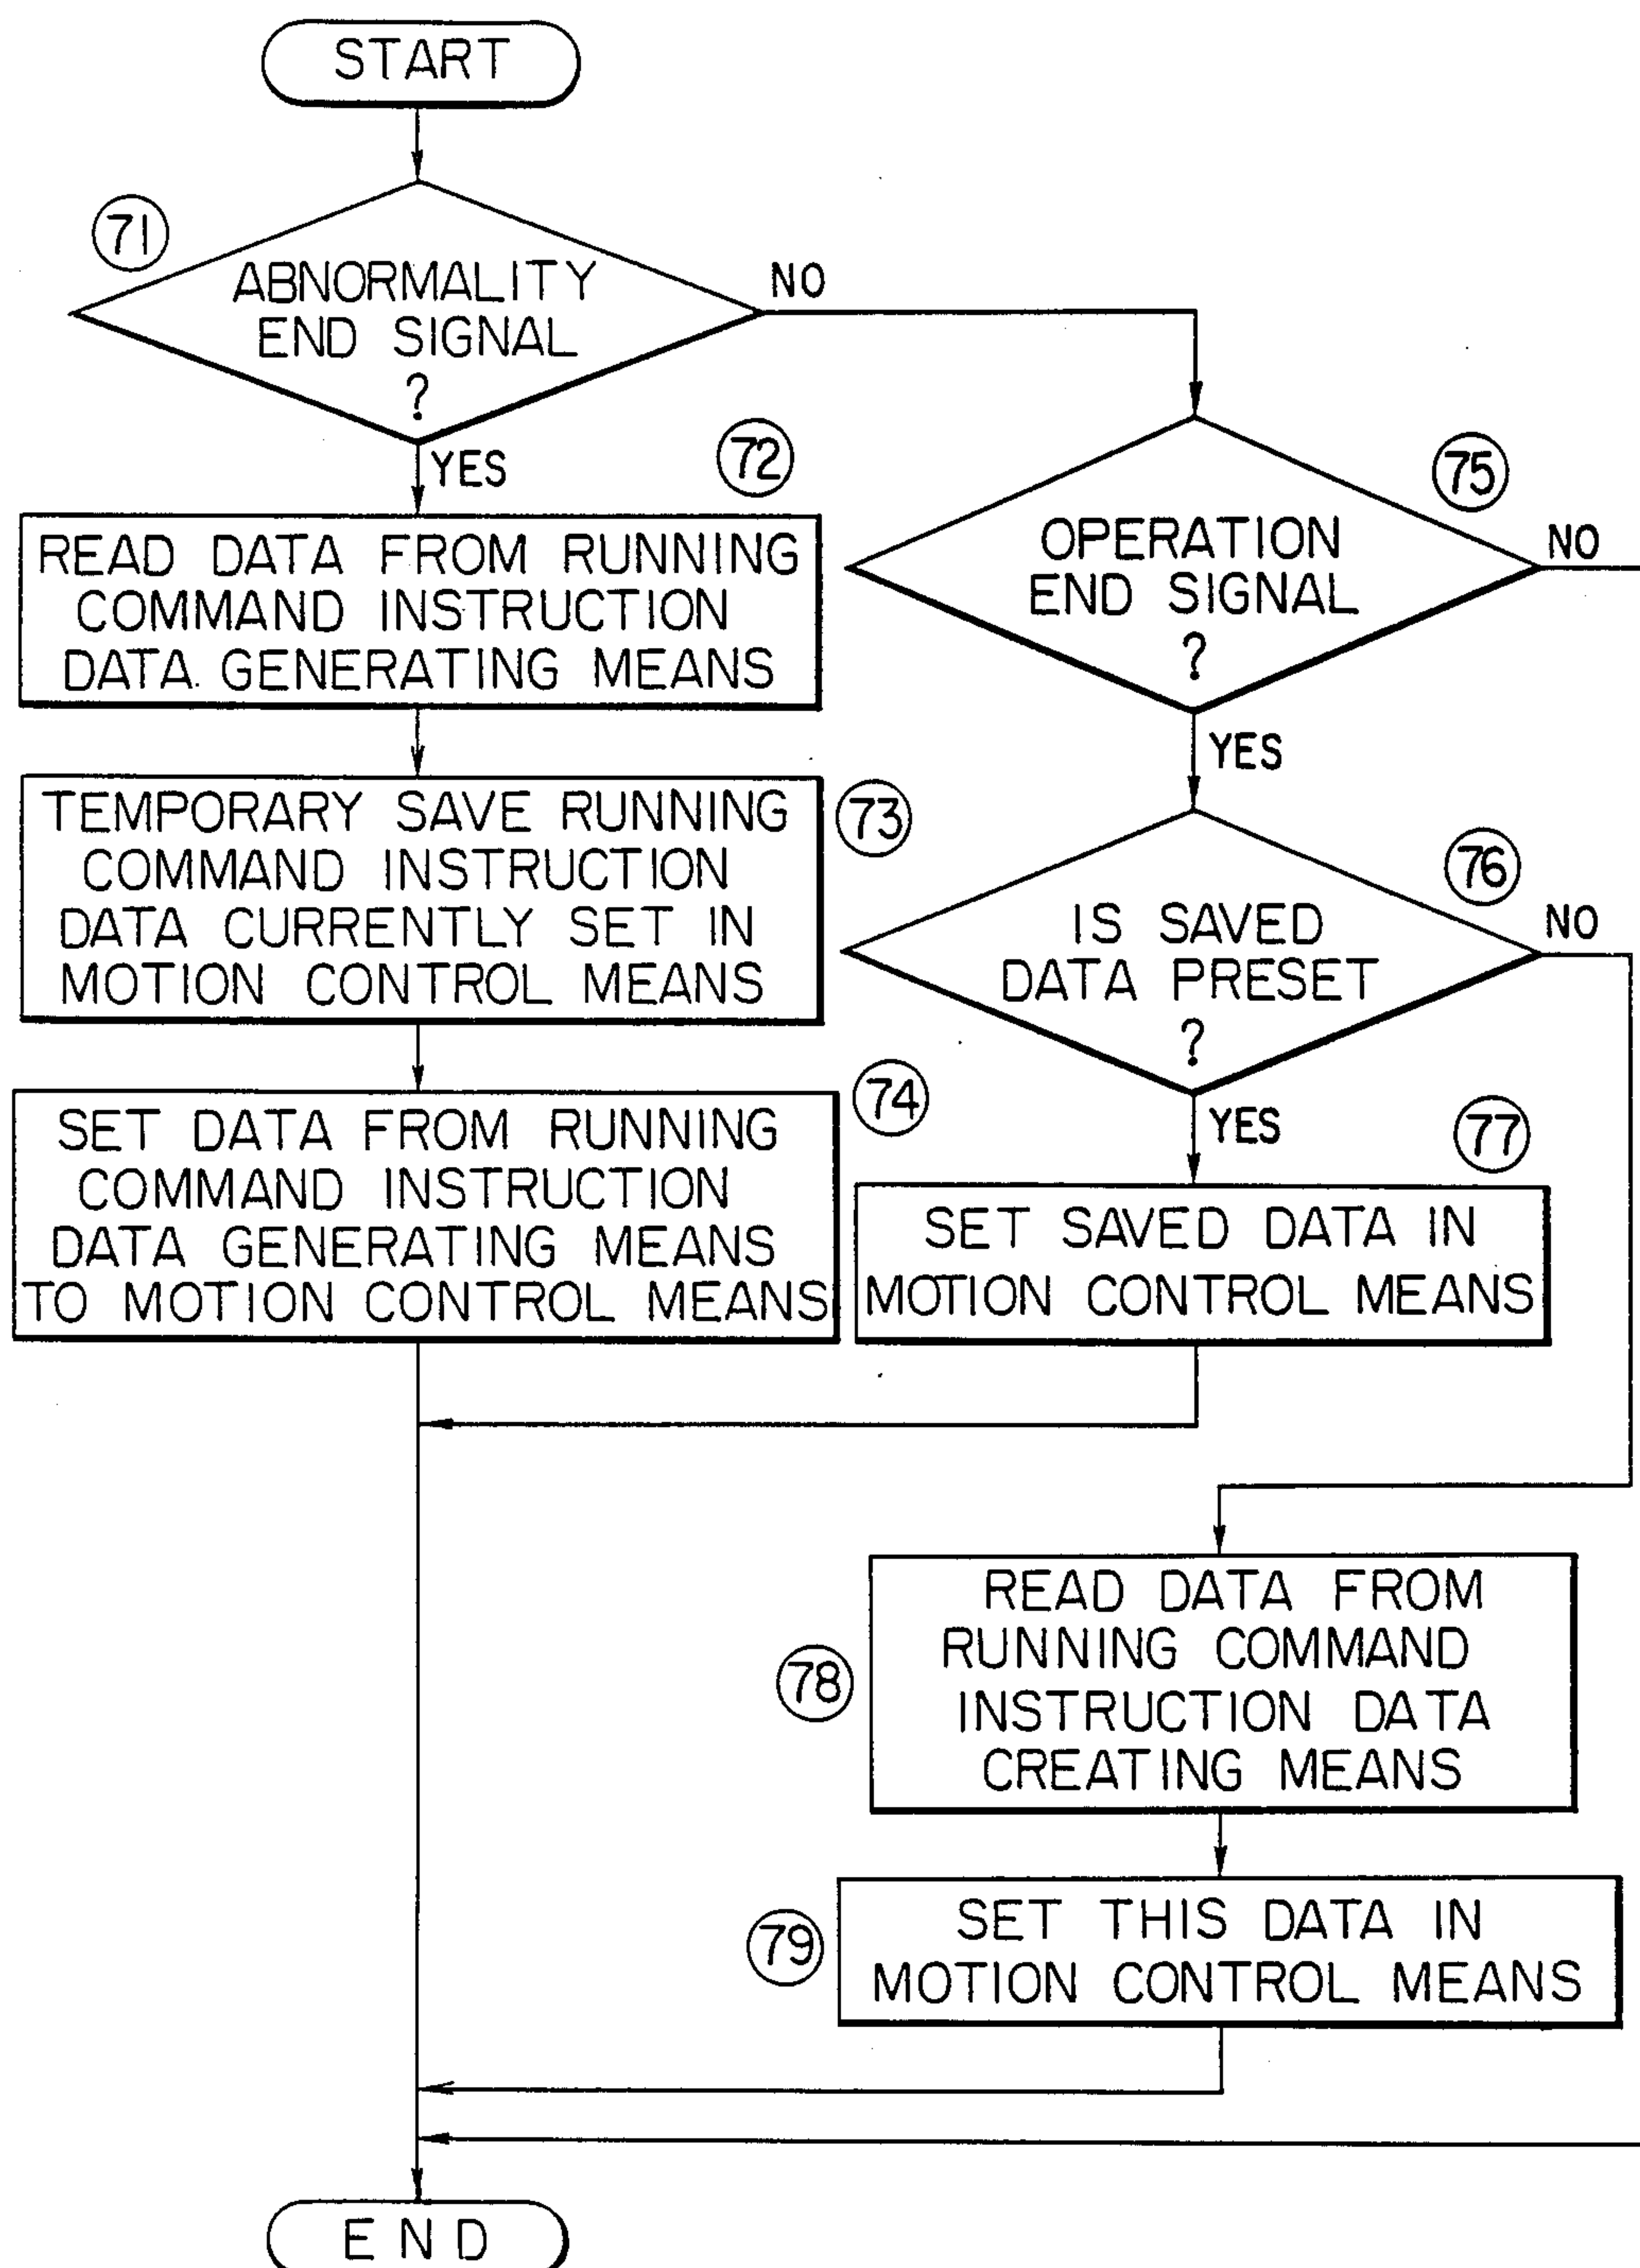 START
71
ABNORMALITY
END SIGNAL
?
NO
YES
72
READ DATA FROM RUNNING
COMMAND INSTRUCTION
DATA GENERATING MEANS
73
TEMPORARY SAVE RUNNING
COMMAND INSTRUCTION
DATA CURRENTLY SET IN
MOTION CONTROL MEANS
74
SET DATA FROM RUNNING
COMMAND INSTRUCTION
DATA GENERATING MEANS
TO MOTION CONTROL MEANS
75
OPERATION
END SIGNAL
?
NO
YES
76
IS SAVED
DATA PRESET
?
NO
YES
77
SET SAVED DATA IN
MOTION CONTROL MEANS
78
READ DATA FROM
RUNNING COMMAND
INSTRUCTION DATA
CREATING MEANS
79
SET THIS DATA IN
MOTION CONTROL MEANS
END